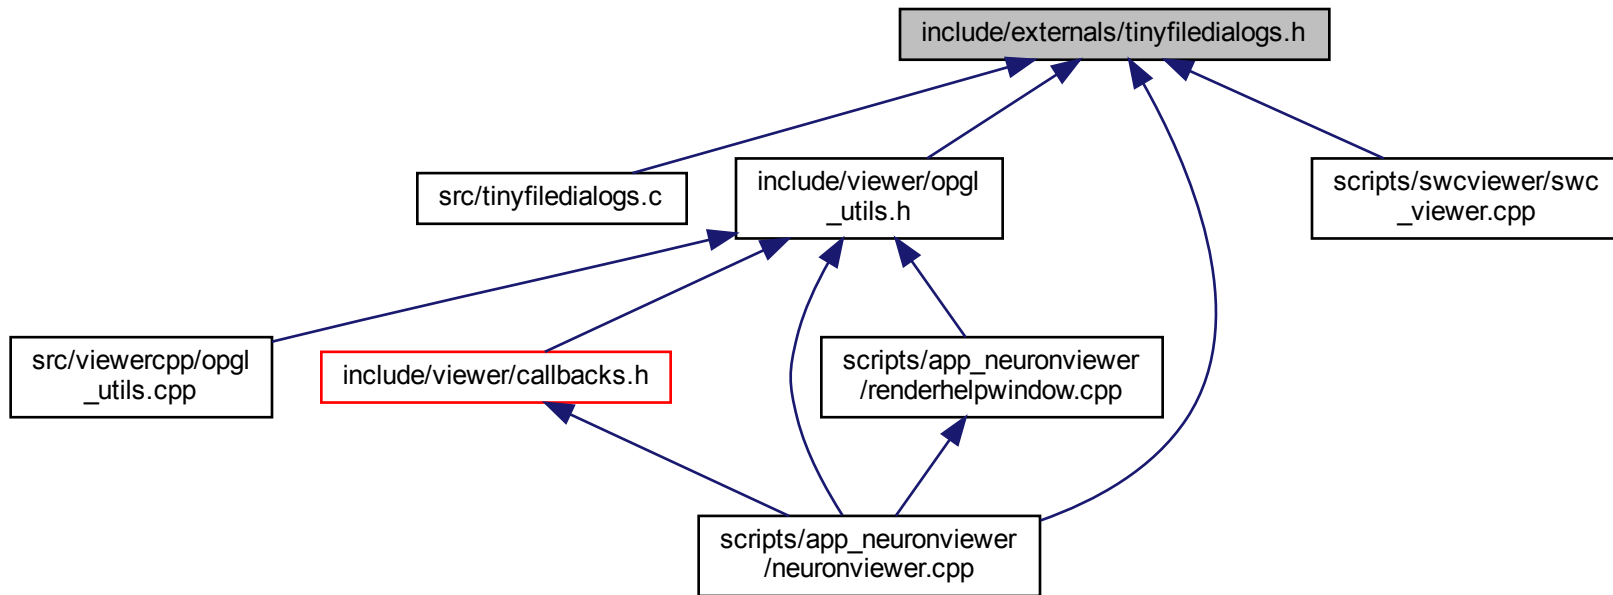 include/externals/tinyfiledialogs.h
src/tinyfiledialogs.c
include/viewer/opgl
_utils.h
scripts/swcviewer/swc
_viewer.cpp
src/viewercpp/opgl
_utils.cpp
include/viewer/callbacks.h
scripts/app_neuronviewer
/renderhelpwindow.cpp
scripts/app_neuronviewer
/neuronviewer.cpp